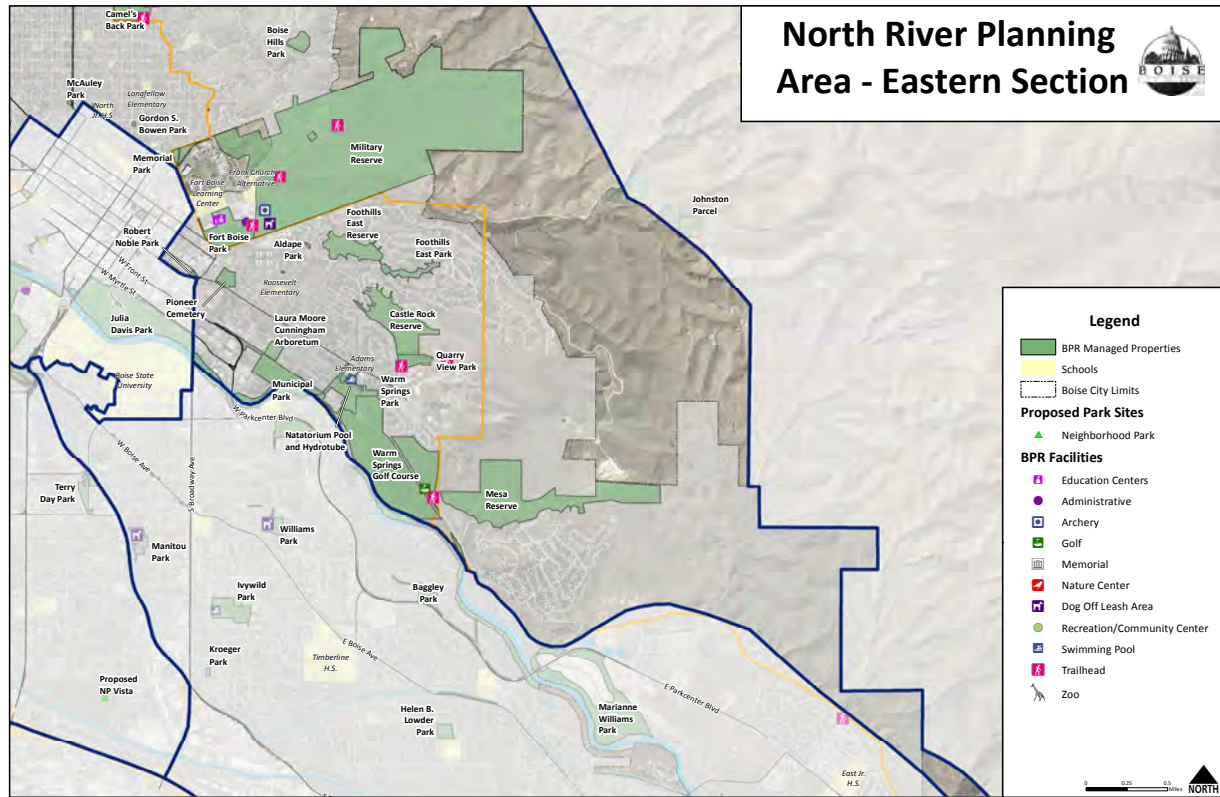 North River Planning
Area - Eastern Section
BOISE
Camel's
Back Park
Boise
Hills
Park
McAuley
Park
Longfellow
Elementary
North
Jr. H.S.
Gordon S.
Bowen Park
Memorial
Park
Military
Reserve
Frank Church
Alternative
Fort Boise
Learning
Center
Johnston
Parcel
Robert
Noble Park
Fort Boise
Park
Aldape
Park
Foothills
East
Reserve
Foothills
East Park
W Front St
W Myrtle St
Roosevelt
Elementary
Pioneer
Cemetery
Julia
Davis Park
Laura Moore
Cunningham
Arboretum
Castle Rock
Reserve
Adams
Elementary
Quarry
View Park
Boise State
University
Municipal
Park
Warm
Springs
Park
W Parkcenter Blvd
Natatorium Pool
and Hydrotube
W Boise Ave
S Broadway Ave
Warm
Springs
Golf Course
Terry
Day Park
Mesa
Reserve
Williams
Park
Manitou
Park
Ivywild
Park
Baggley
Park
E Boise Ave
Kroeger
Park
Timberline
H.S.
Proposed
NP Vista
Helen B.
Lowder
Park
Marianne
Williams
Park
E Parkcenter Blvd
East Jr.
H.S.
Legend
BPR Managed Properties
Schools
Boise City Limits
Proposed Park Sites
Neighborhood Park
BPR Facilities
Education Centers
Administrative
Archery
Golf
Memorial
Nature Center
Dog Off Leash Area
Recreation/Community Center
Swimming Pool
Trailhead
Zoo
0 0.25 0.5
Miles
NORTH